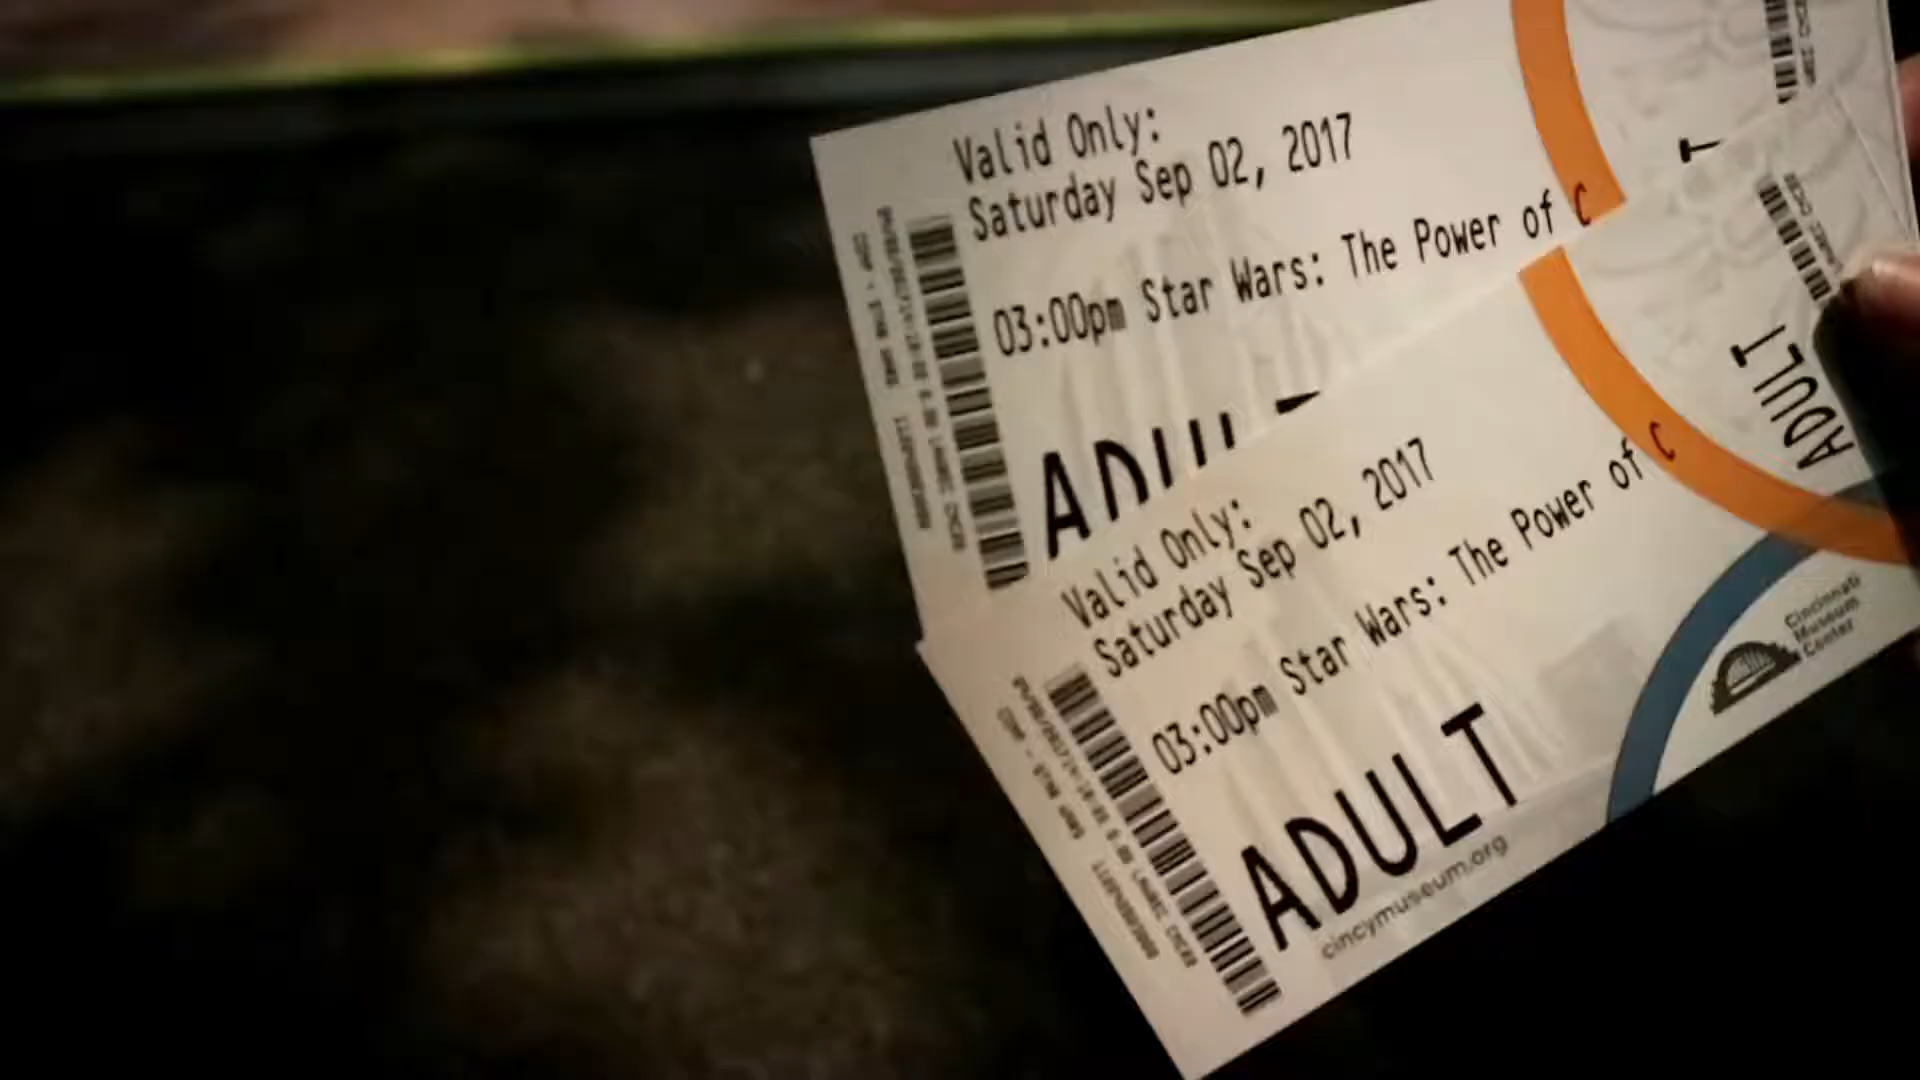 Valid Only:
Saturday Sep 02, 2017
03:00pm Star Wars: The Power of C
ADULT
Valid Only:
Saturday Sep 02, 2017
03:00pm Star Wars: The Power of C
ADULT
cincymuseum.org
ADULT
Cincinnati
Museum
Center